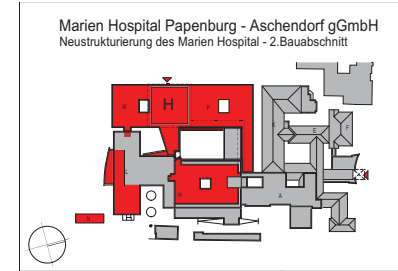 Marien Hospital Papenburg - Aschendorf gGmbH
Neustrukturierung des Marien Hospital - 2.Bauabschnitt
M
H
P
K
E
F
L
R
A
N